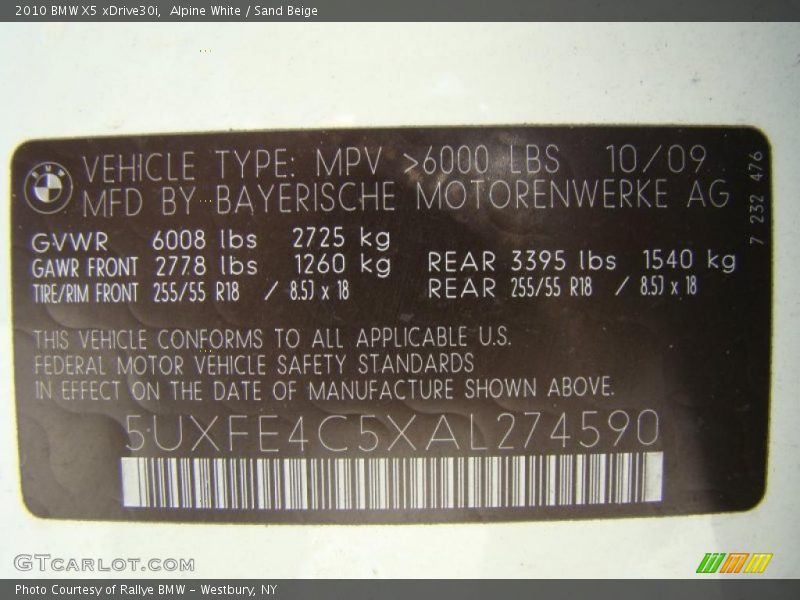 2010 BMW X5 xDrive30i,  Alpine White / Sand Beige
BMW
VEHICLE TYPE: MPV >6000 LBS 10/09
MFD BY BAYERISCHE MOTORENWERKE AG
7 232 476
GVWR 6008 lbs 2725 kg
GAWR FRONT 2778 lbs 1260 kg REAR 3395 lbs 1540 kg
TIRE/RIM FRONT 255/55 R18 / 8.5J x 18 REAR 255/55 R18 / 8.5J x 18
THIS VEHICLE CONFORMS TO ALL APPLICABLE U.S.
FEDERAL MOTOR VEHICLE SAFETY STANDARDS
IN EFFECT ON THE DATE OF MANUFACTURE SHOWN ABOVE.
5UXFE4C5XAL274590
GTCARLOT.COM
Photo Courtesy of Rallye BMW - Westbury, NY